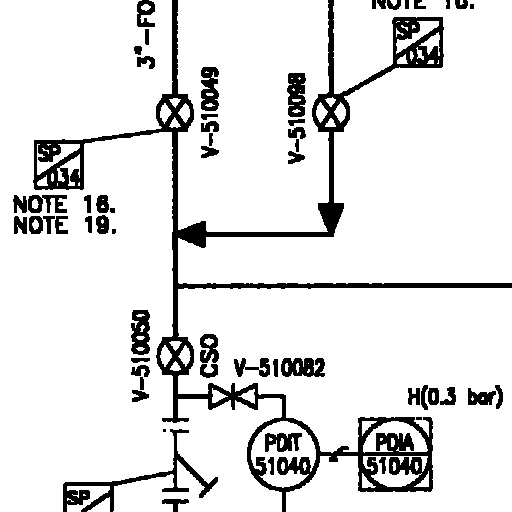 NOTE 18.
3"-FO
SP
034
V-510049
V-510098
SP
034
NOTE 16.
NOTE 19.
V-510050
CSO
V-510082
H(0.3 bar)
PDIT
51040
PDIA
51040
SP